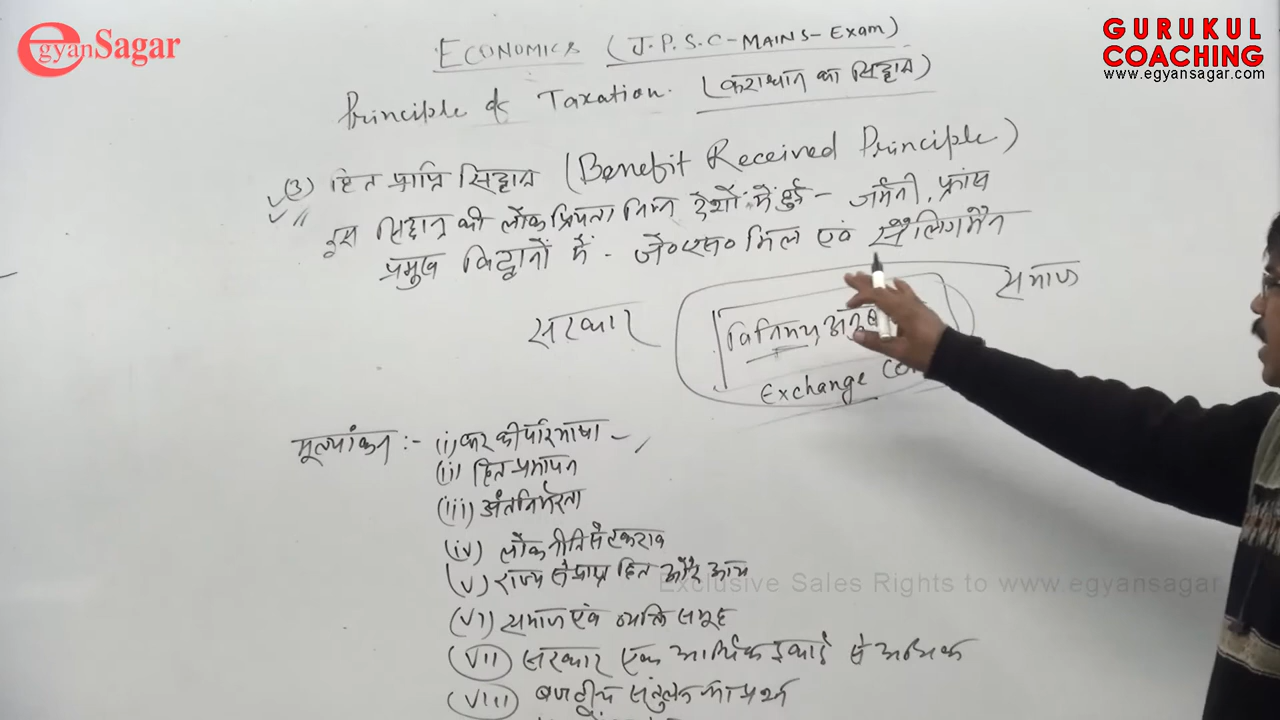 egyanSagar
GURUKUL
COACHING
www.egyansagar.com
ECONOMICS (J.P.S.C-MAINS-Exam)
Principle of Taxation. (कराधान का सिद्धान्त)
(3) हित प्राप्ति सिद्धान्त (Benefit Received Principle)
इस सिद्धान्त की लोकप्रियता निम्न देशों में हुई - जर्मनी, फ्रांस
प्रमुख विद्वानों में - जे०एस० मिल एवं सैलिगमैन
सरकार
समाज
विनिमय
Exchange
मूल्यांकन :- (i) कर की परिभाषा
(ii) हित प्रमापन
(iii) अंतर्निर्भरता
(iv) लोकनीति से टकराव
(v) राज्य से प्राप्त हित और आय
Exclusive Sales Rights to www.egyansagar
(vi) समाज एवं व्यक्ति समूह
(vii) सरकार एक आर्थिक इकाई से अधिक
(viii) बजटीय संतुलन का प्रश्न